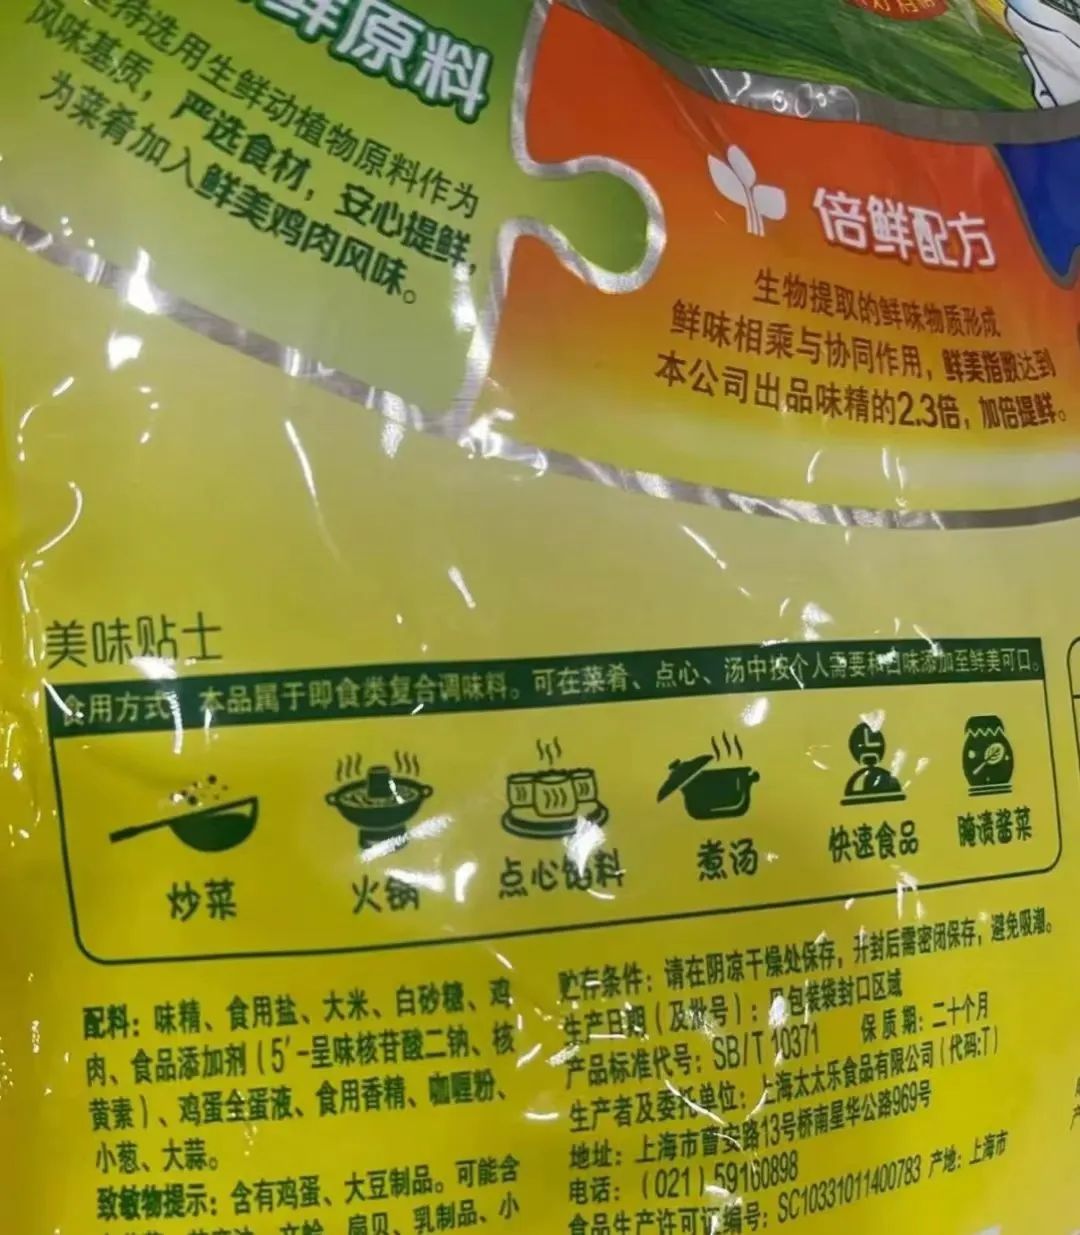 鲜原料
持选用生鲜动植物原料作为
风味基质，严选食材，安心提鲜，
为菜肴加入鲜美鸡肉风味。
倍鲜配方
生物提取的鲜味物质形成
鲜味相乘与协同作用，鲜美指数达到
本公司出品味精的2.3倍，加倍提鲜。
美味贴士
食用方式 本品属于即食类复合调味料。可在菜肴、点心、汤中按个人需要和口味添加至鲜美可口。
炒菜
火锅
点心馅料
煮汤
快速食品
腌渍酱菜
配料：味精、食用盐、大米、白砂糖、鸡
肉、食品添加剂（5′-呈味核苷酸二钠、核
黄素）、鸡蛋全蛋液、食用香精、咖喱粉、
小葱、大蒜。
致敏物提示：含有鸡蛋、大豆制品。可能含
扇贝、乳制品、小
贮存条件：请在阴凉干燥处保存，开封后需密闭保存，避免吸潮。
生产日期（及批号）：见包装袋封口区域
产品标准代号：SB/T 10371 保质期：二十个月
生产者及委托单位：上海太太乐食品有限公司（代码:T）
地址：上海市曹安路13号桥南星华公路969号
电话：（021）59160898
食品生产许可证编号：SC10331011400783 产地：上海市